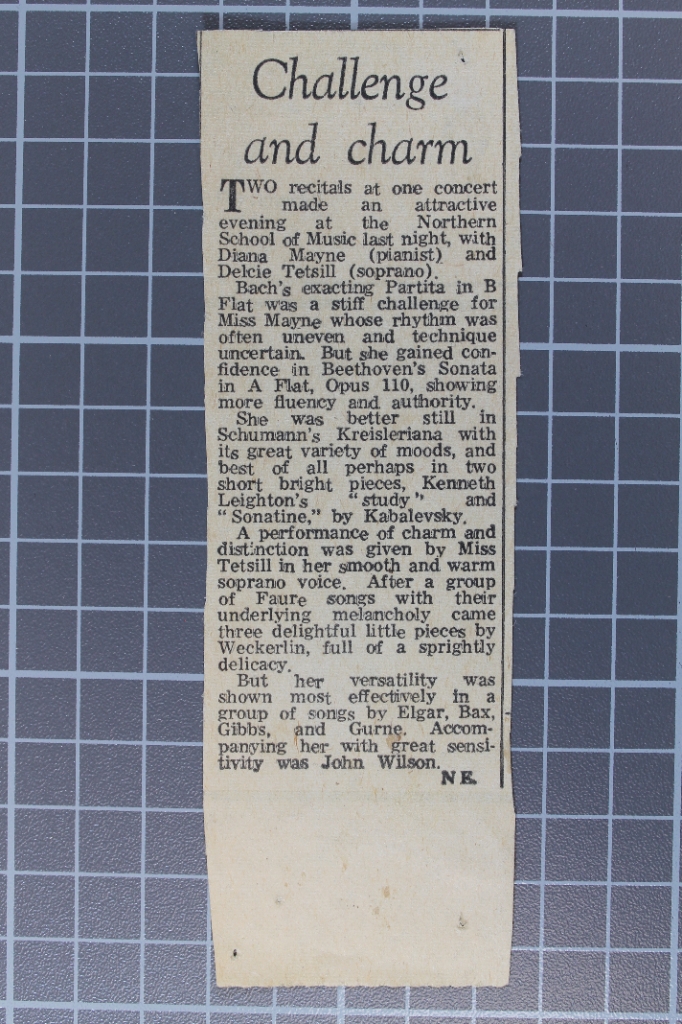 Challenge
and charm
TWO recitals at one concert
made an attractive
evening at the Northern
School of Music last night, with
Diana Mayne (pianist) and
Delcie Tetsill (soprano).
Bach's exacting Partita in B
Flat was a stiff challenge for
Miss Mayne whose rhythm was
often uneven and technique
uncertain. But she gained con-
fidence in Beethoven's Sonata
in A Flat, Opus 110, showing
more fluency and authority.
She was better still in
Schumann's Kreisleriana with
its great variety of moods, and
best of all perhaps in two
short bright pieces, Kenneth
Leighton's "study" and
"Sonatine," by Kabalevsky.
A performance of charm and
distinction was given by Miss
Tetsill in her smooth and warm
soprano voice. After a group
of Faure songs with their
underlying melancholy came
three delightful little pieces by
Weckerlin, full of a sprightly
delicacy.
But her versatility was
shown most effectively in a
group of songs by Elgar, Bax,
Gibbs, and Gurne. Accom-
panying her with great sensi-
tivity was John Wilson.
N K.